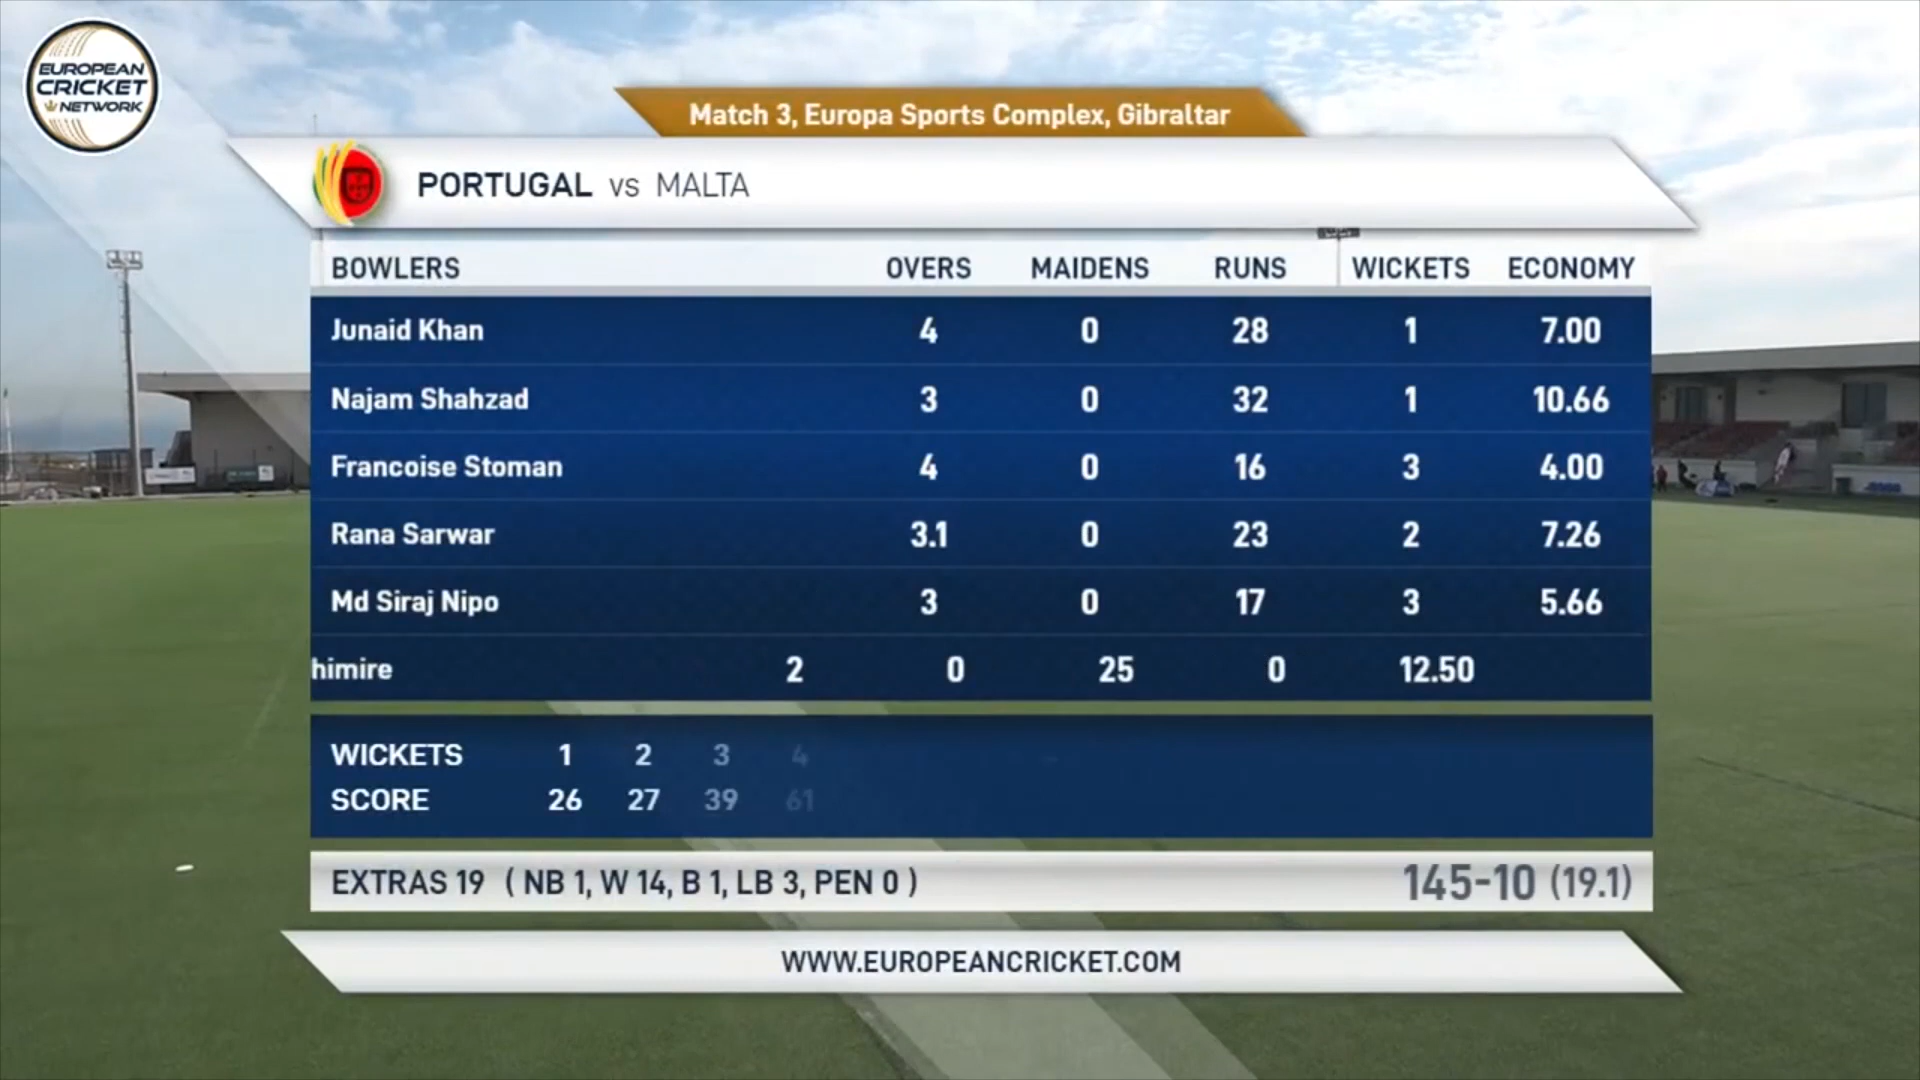 EUROPEAN
CRICKET
NETWORK
Match 3, Europa Sports Complex, Gibraltar
PORTUGAL vs MALTA
BOWLERS OVERS MAIDENS RUNS WICKETS ECONOMY
Junaid Khan 4 0 28 1 7.00
Najam Shahzad 3 0 32 1 10.66
Francoise Stoman 4 0 16 3 4.00
Rana Sarwar 3.1 0 23 2 7.26
Md Siraj Nipo 3 0 17 3 5.66
himire 2 0 25 0 12.50
WICKETS 1 2 3 4
SCORE 26 27 39 61
EXTRAS 19 ( NB 1, W 14, B 1, LB 3, PEN 0 ) 145-10 (19.1)
WWW.EUROPEANCRICKET.COM